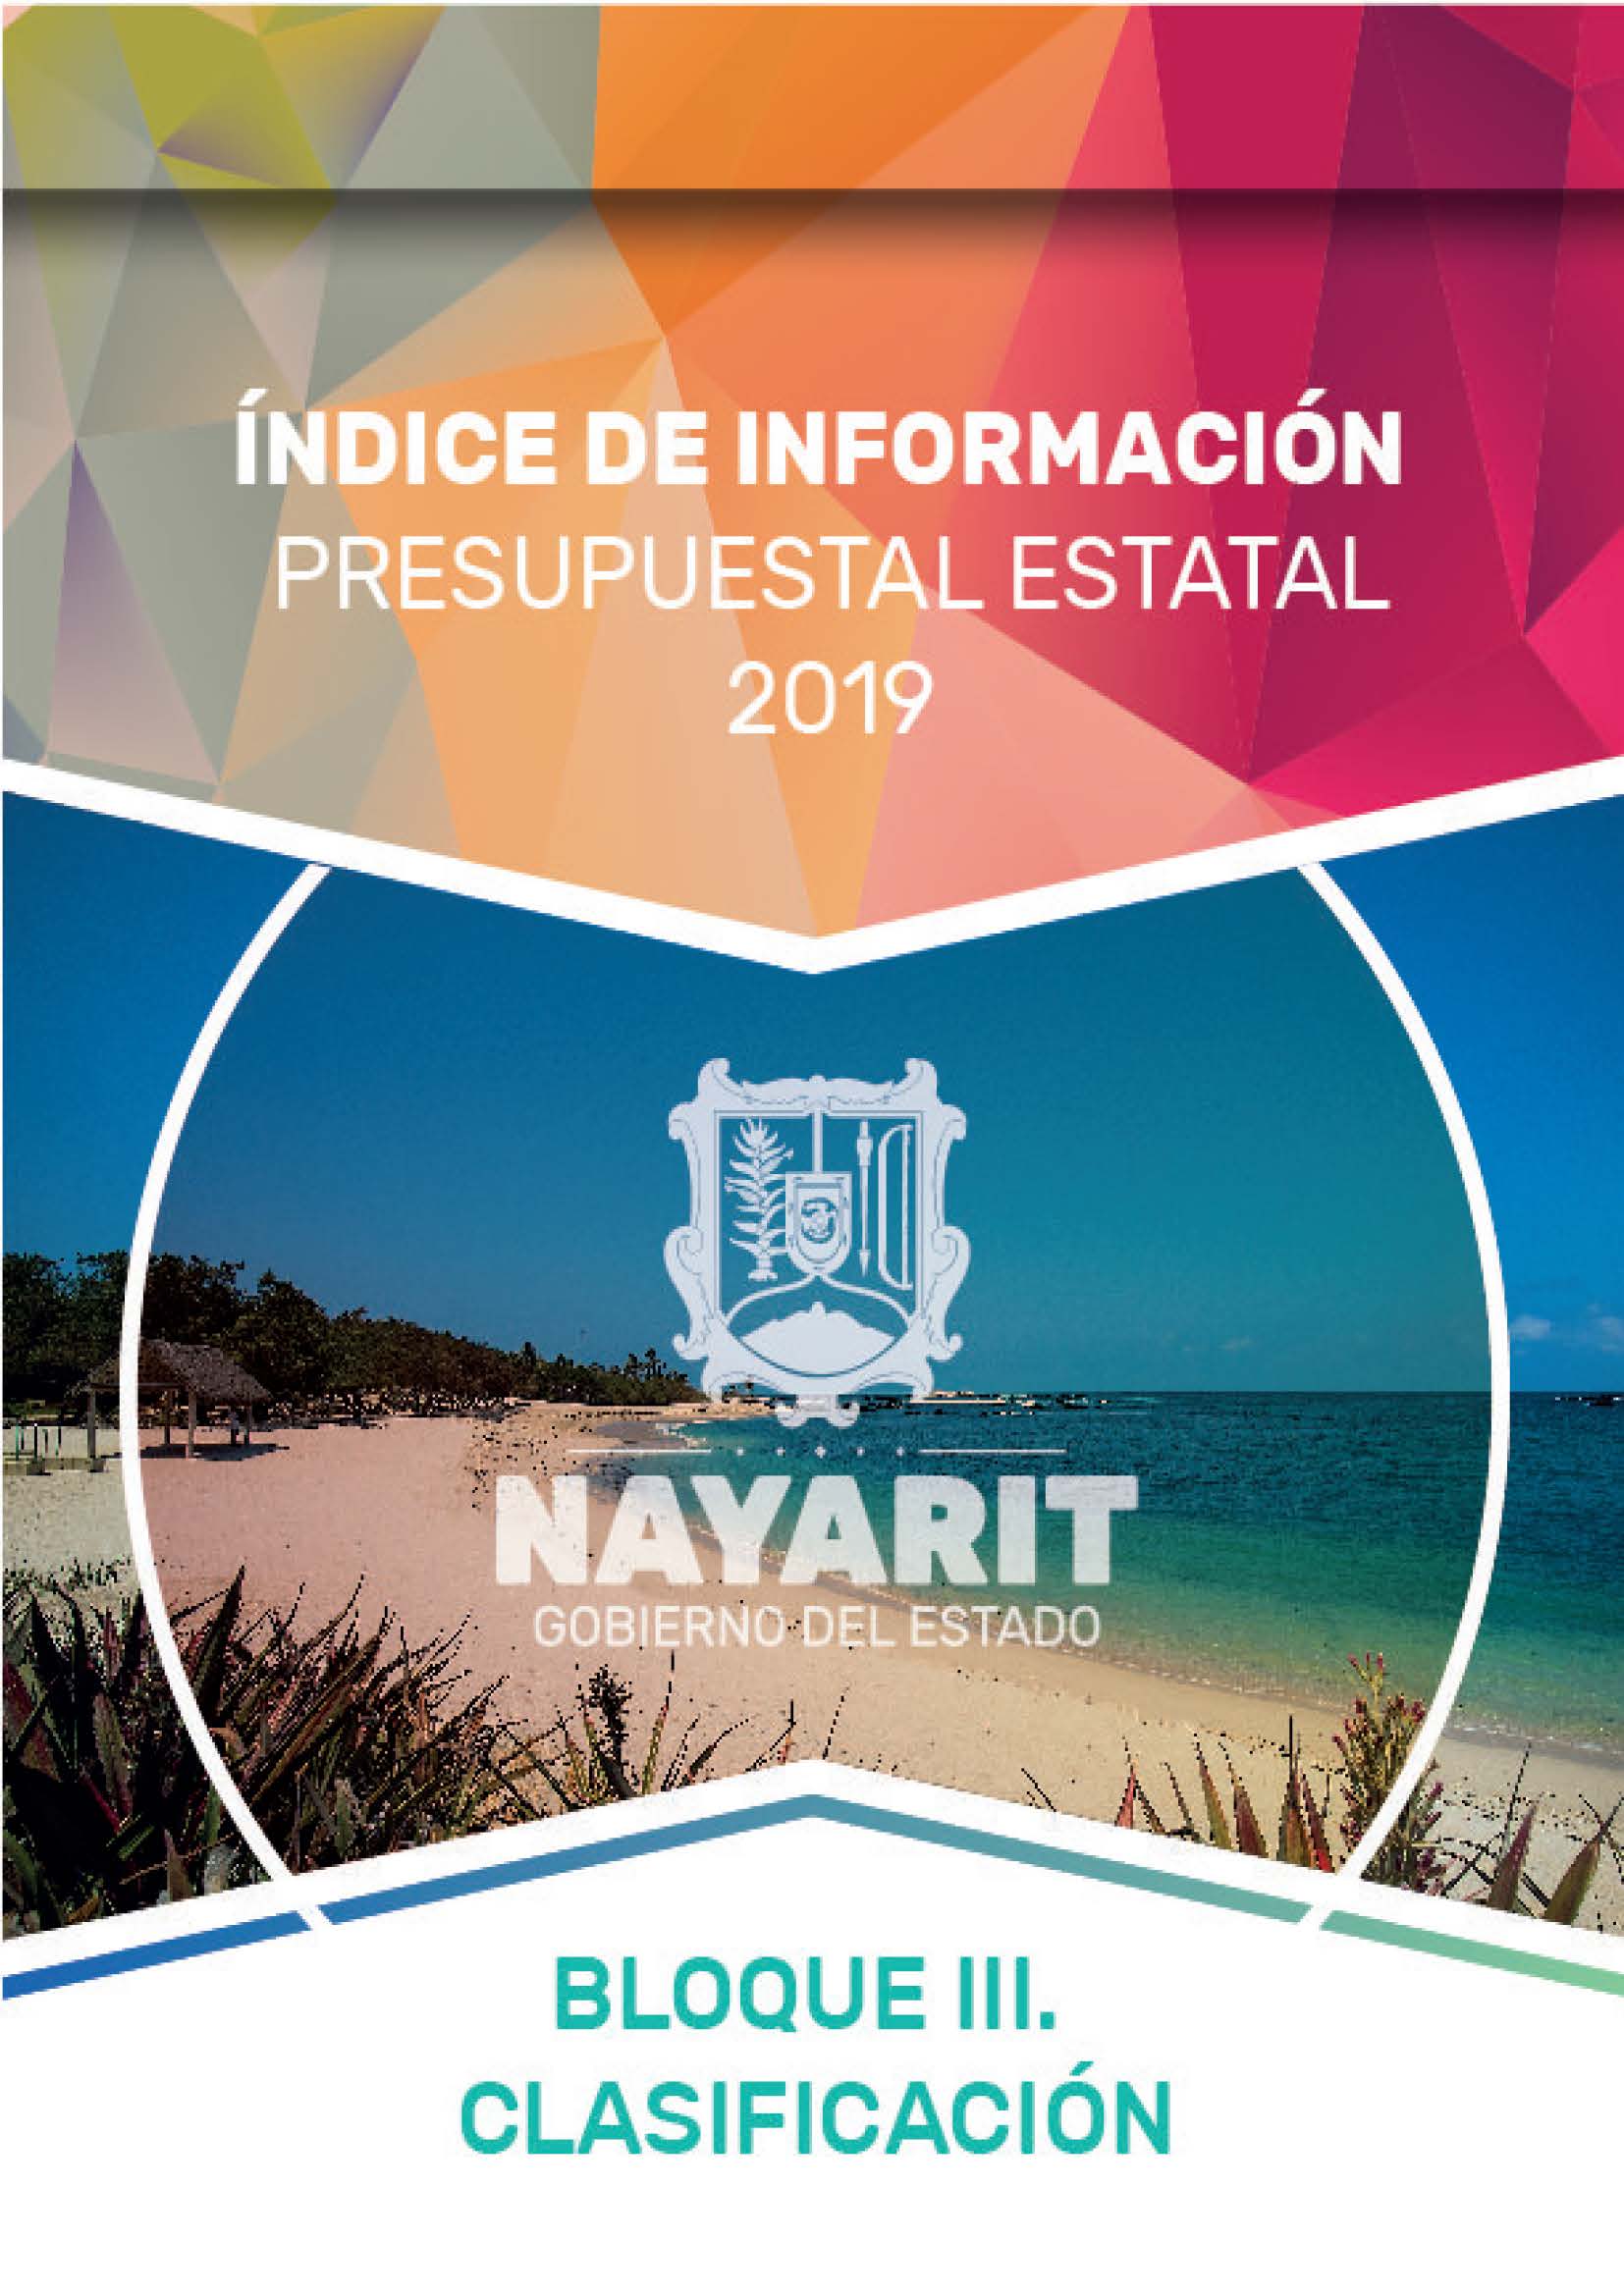 ÍNDICE DE INFORMACIÓN
PRESUPUESTAL ESTATAL
2019
NAYARIT
GOBIERNO DEL ESTADO
BLOQUE III.
CLASIFICACIÓN